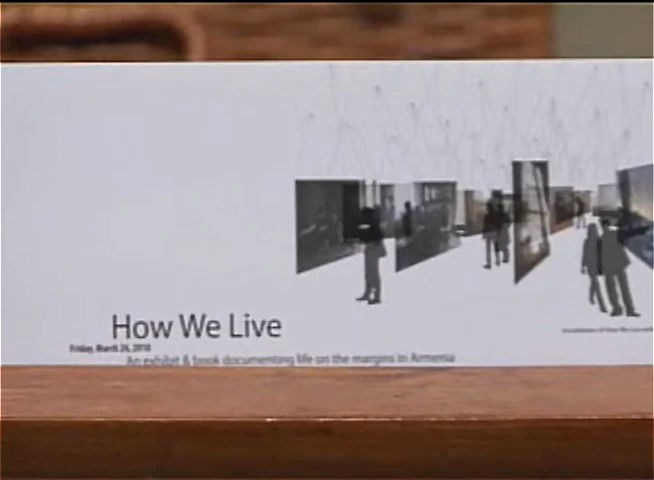 How We Live
Friday, March 26, 2010
An exhibit & book documenting life on the margins in Armenia